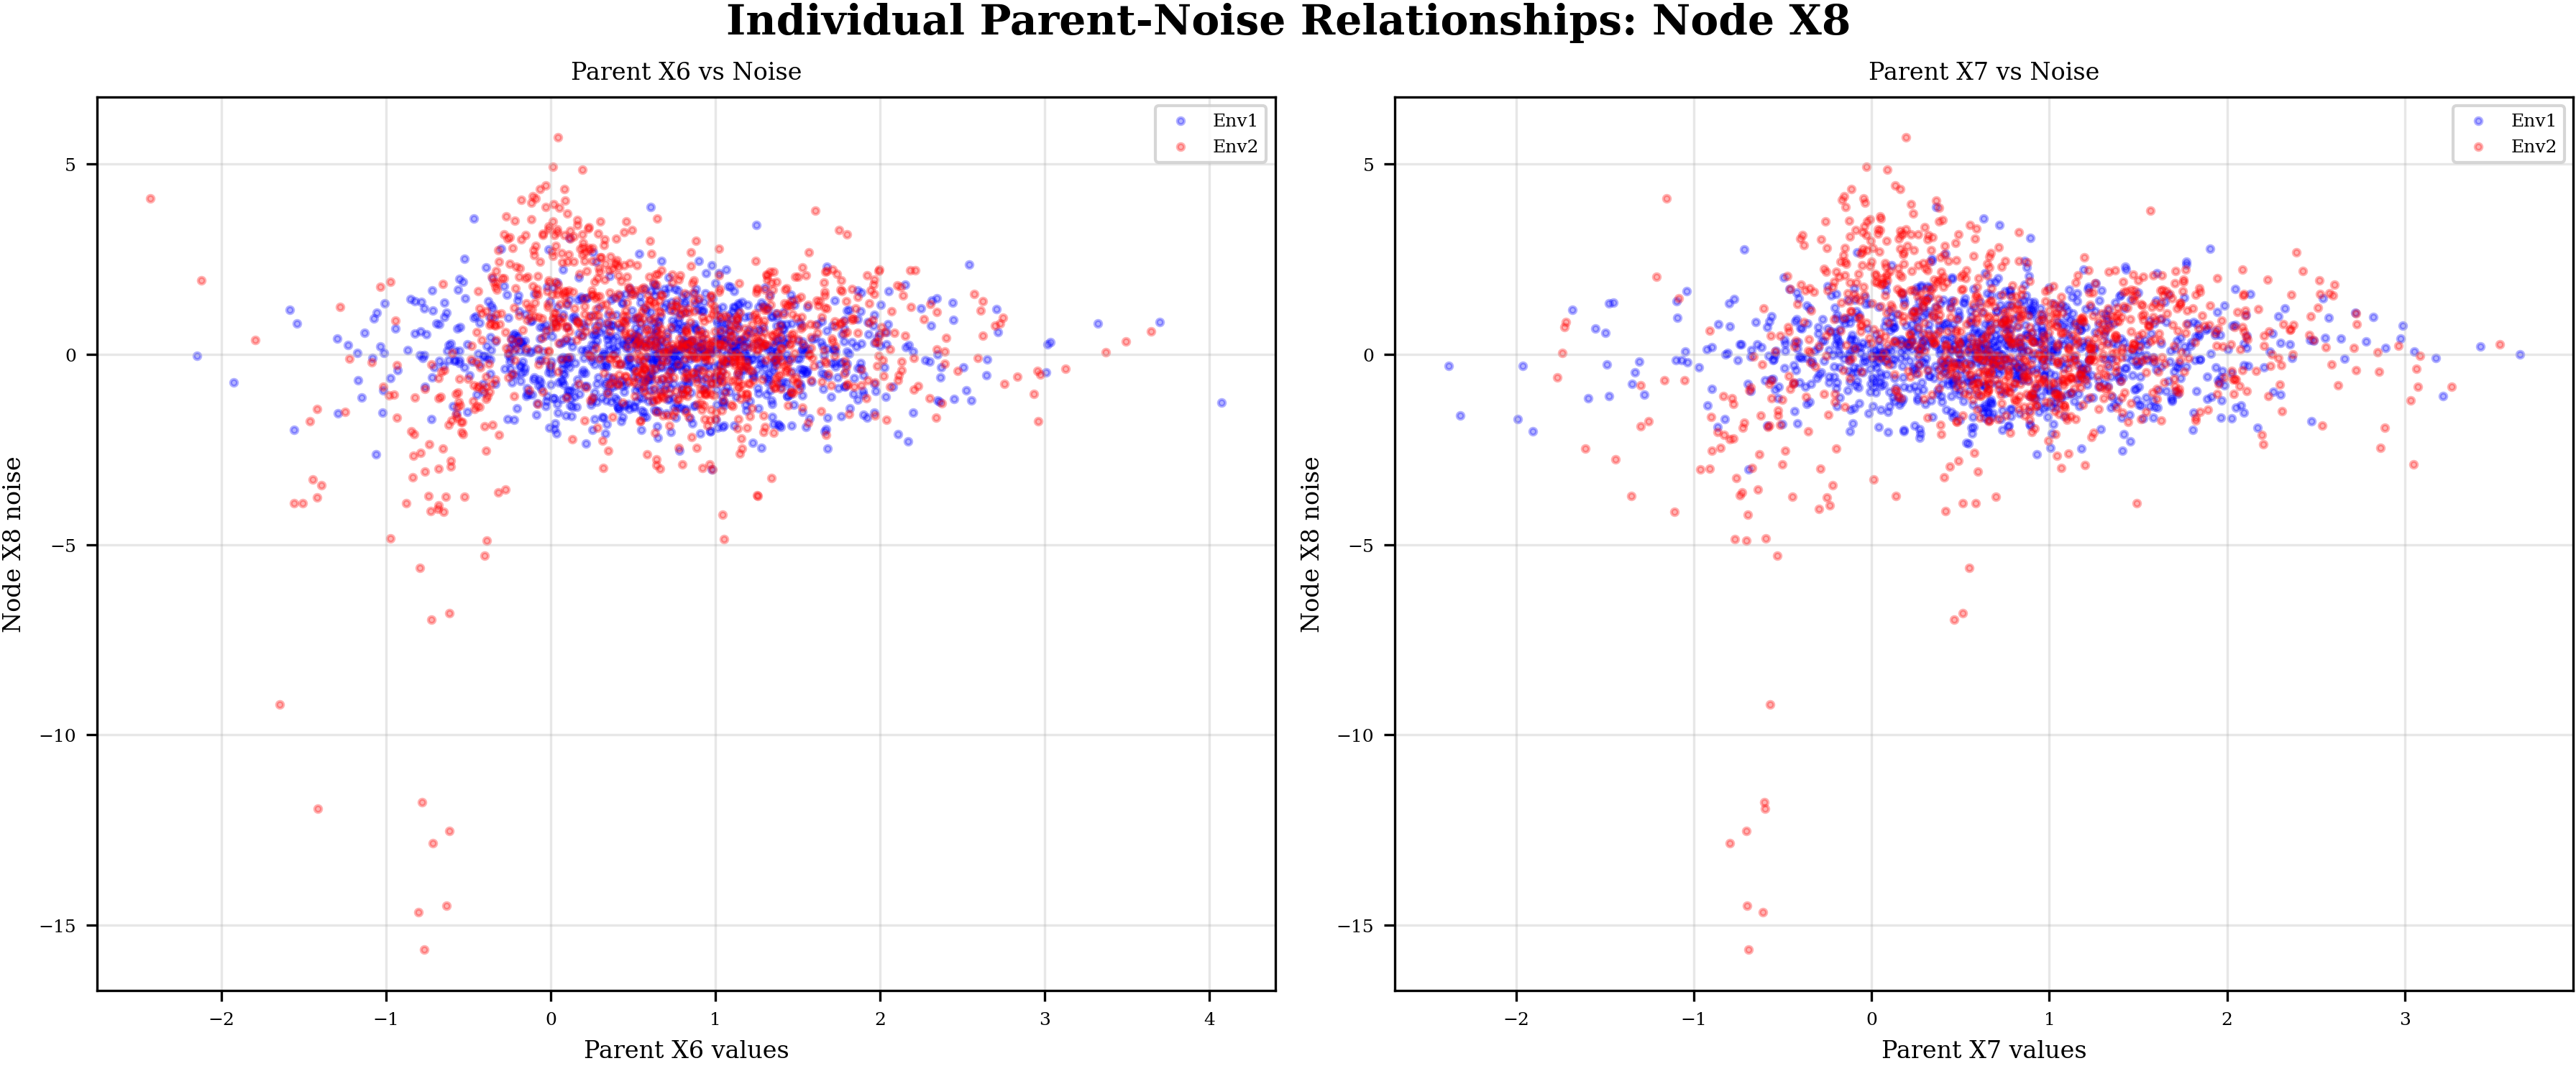 Individual Parent-Noise Relationships: Node X8
Parent X6 vs Noise
Parent X7 vs Noise
Env1
Env2
Env1
Env2
5
0
−5
−10
−15
5
0
−5
−10
−15
Node X8 noise
Node X8 noise
−2 −1 0 1 2 3 4
−2 −1 0 1 2 3
Parent X6 values
Parent X7 values